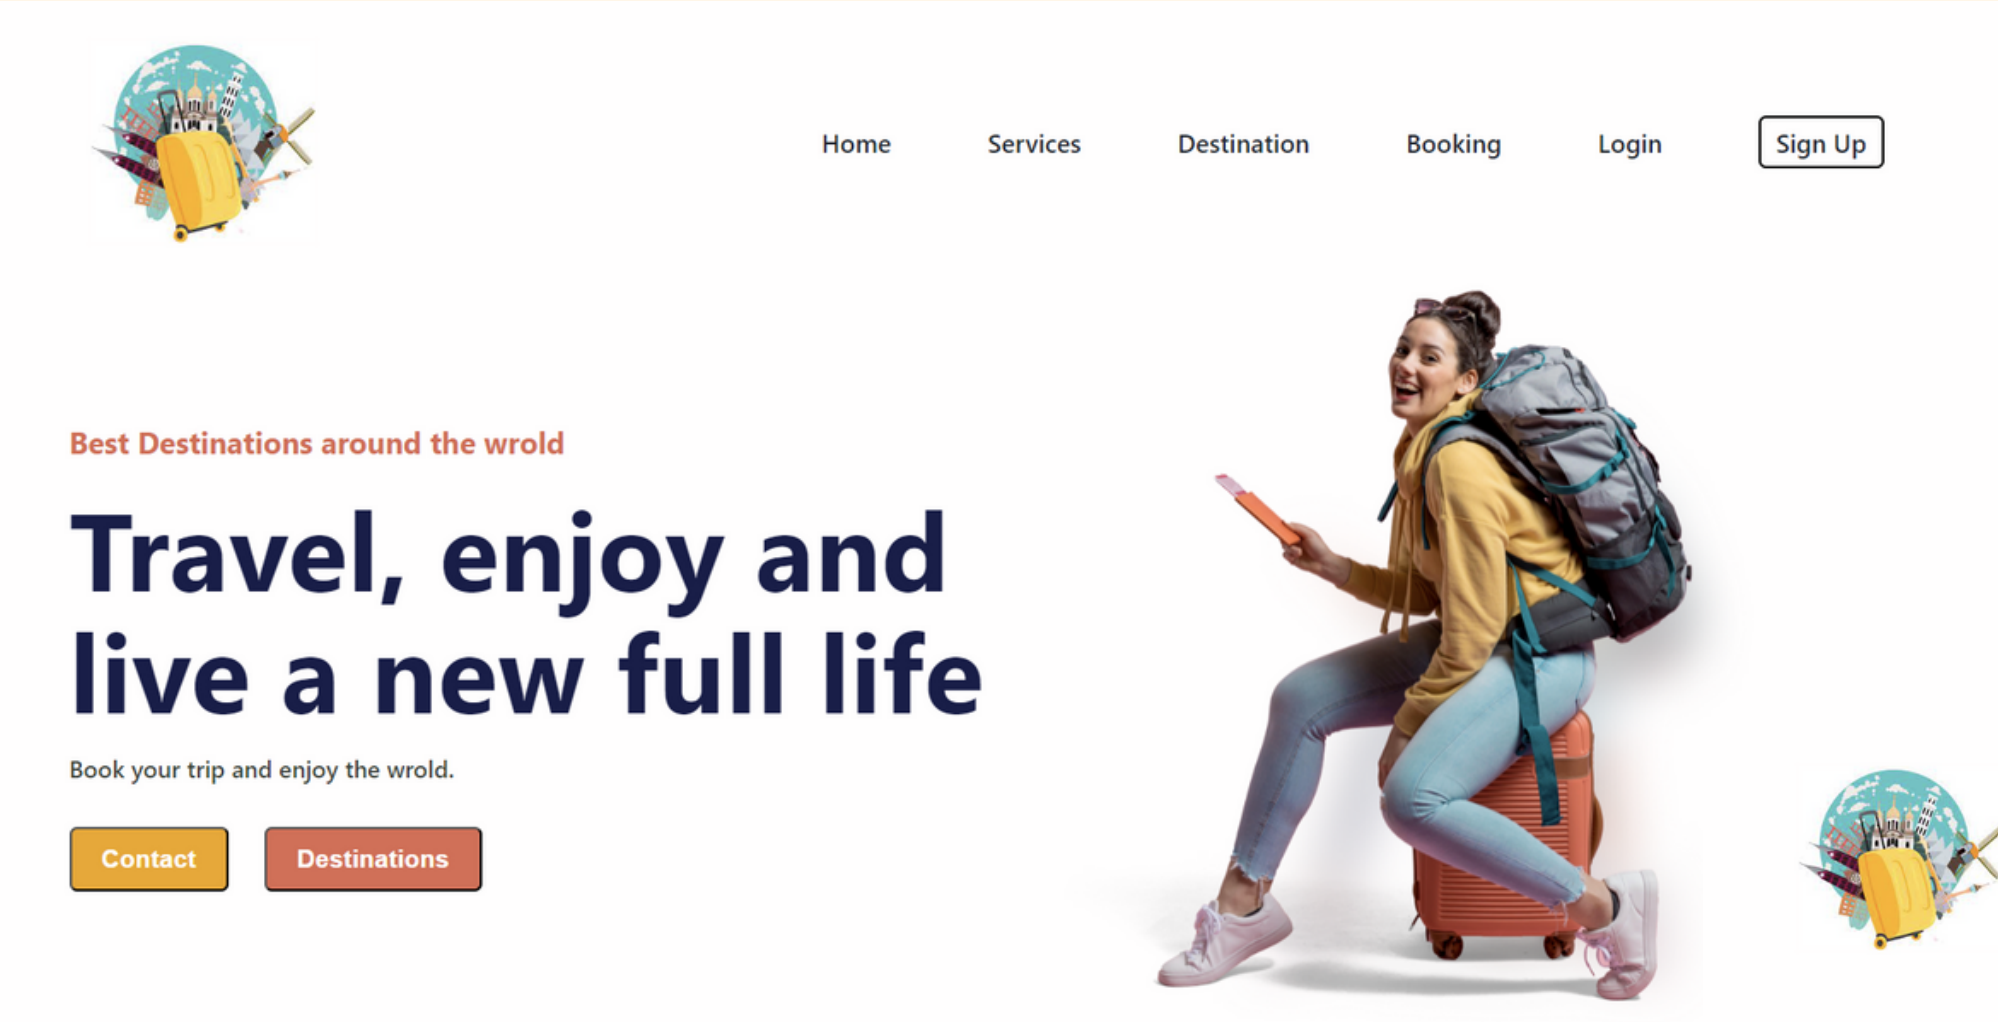 Home Services Destination Booking Login Sign Up
Best Destinations around the wrold
Travel, enjoy and
live a new full life
Book your trip and enjoy the wrold.
Contact Destinations